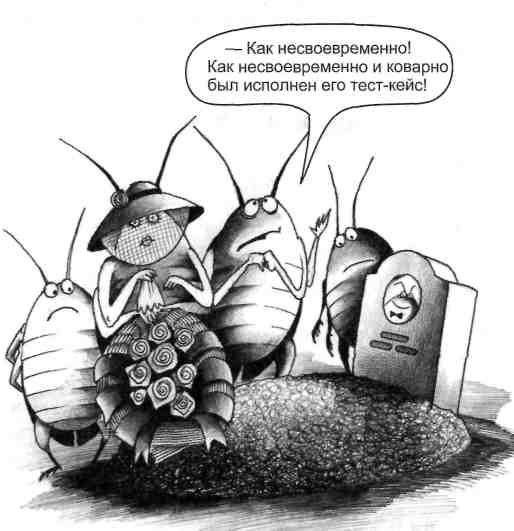 — Как несвоевременно!
Как несвоевременно и коварно
был исполнен его тест-кейс!